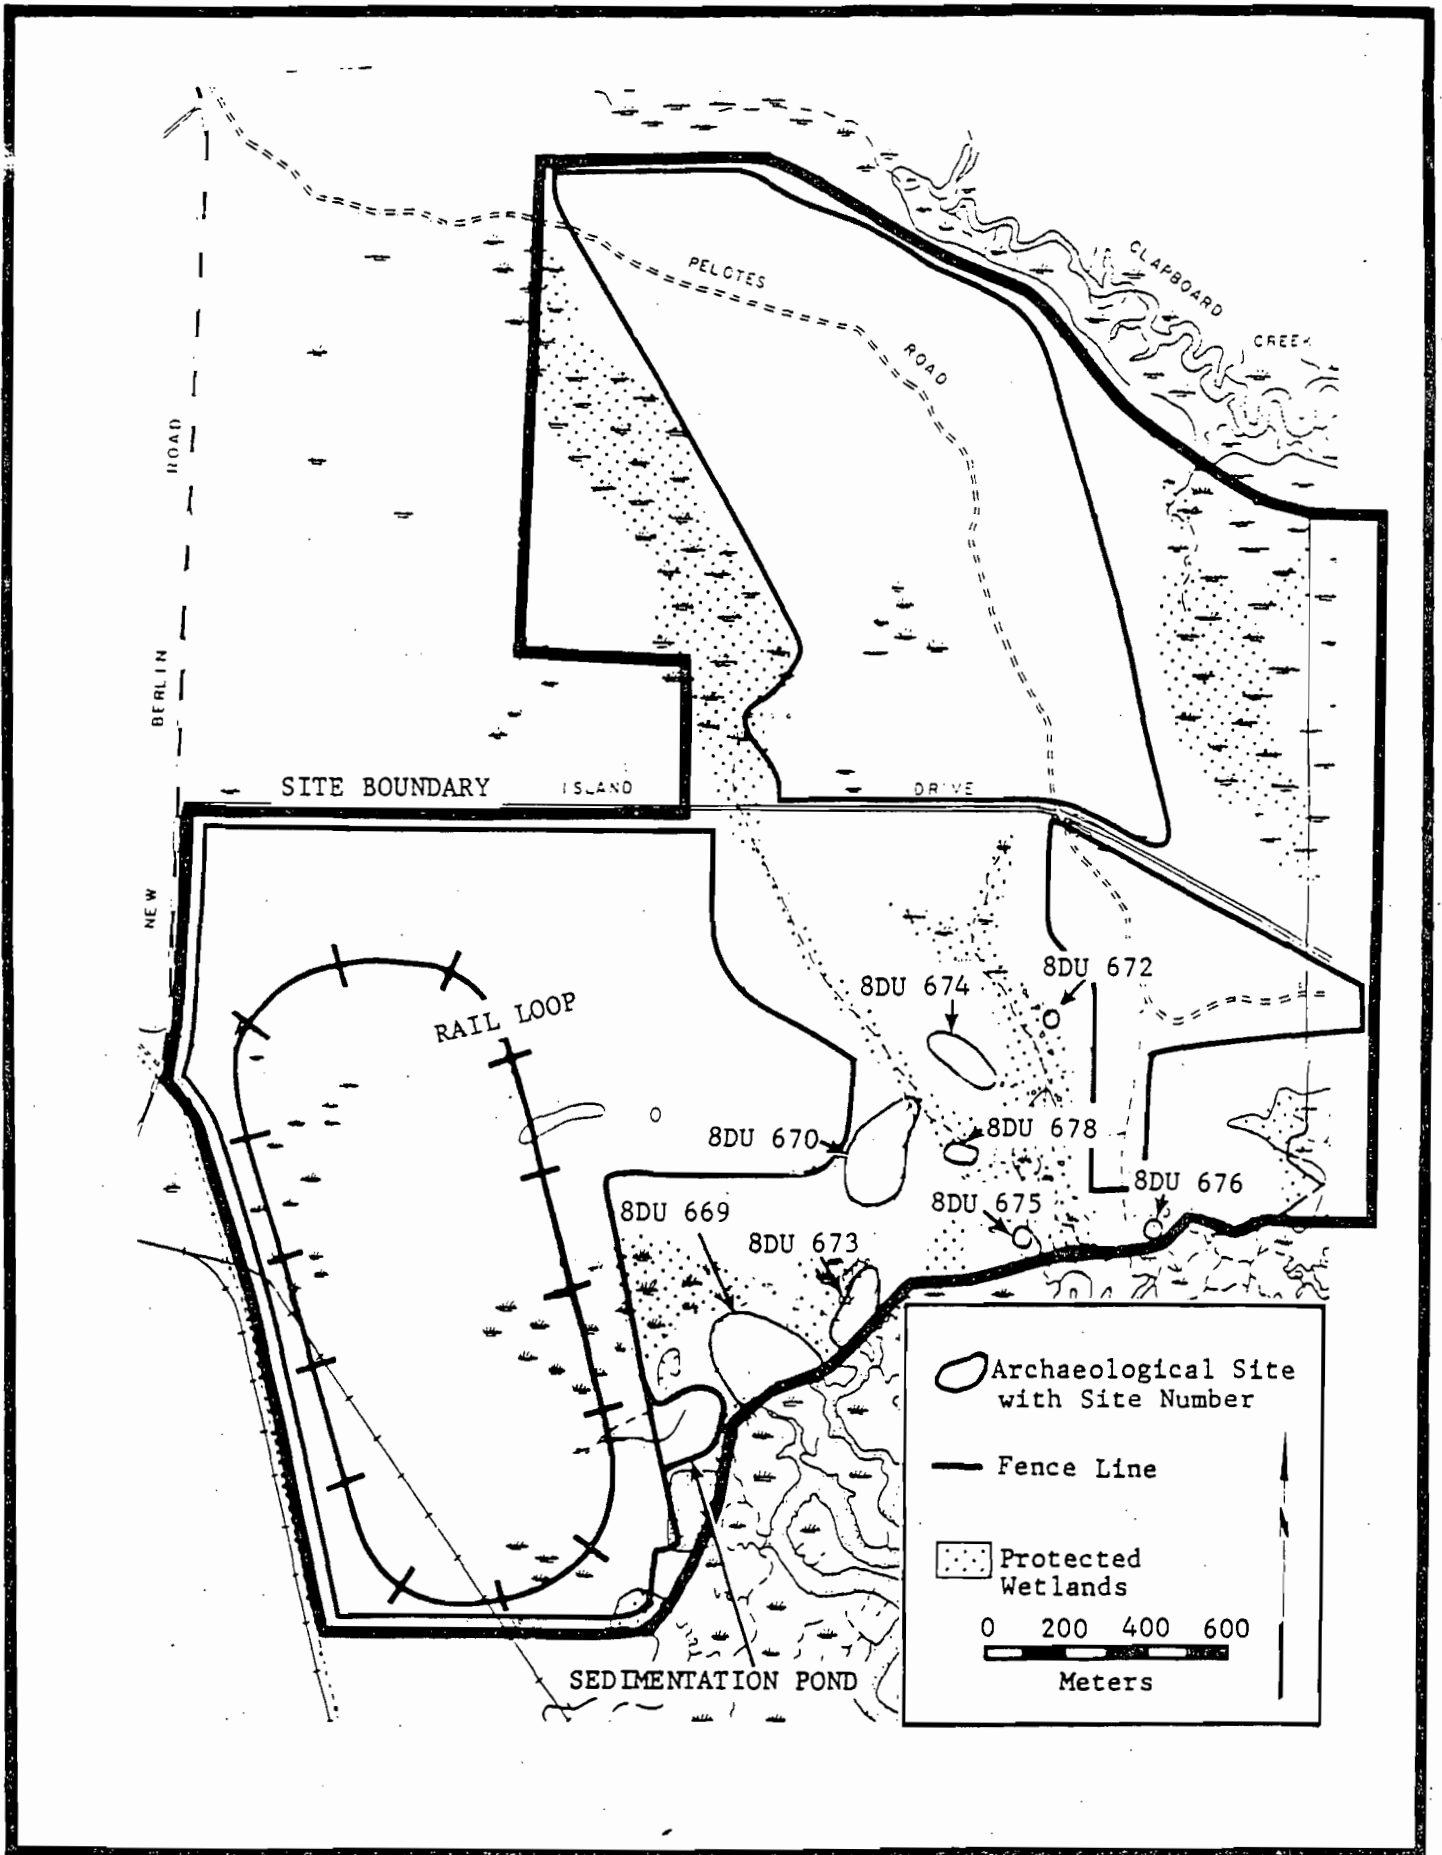 CLAPBOARD
CREEK
PELOTES
ROAD
ROAD
BERLIN
NEW
SITE BOUNDARY
ISLAND
DRIVE
RAIL LOOP
8DU 674
8DU 672
8DU 670
8DU 678
8DU 669
8DU 675
8DU 676
8DU 673
Archaeological Site
with Site Number
Fence Line
Protected
Wetlands
0 200 400 600
Meters
SEDIMENTATION POND